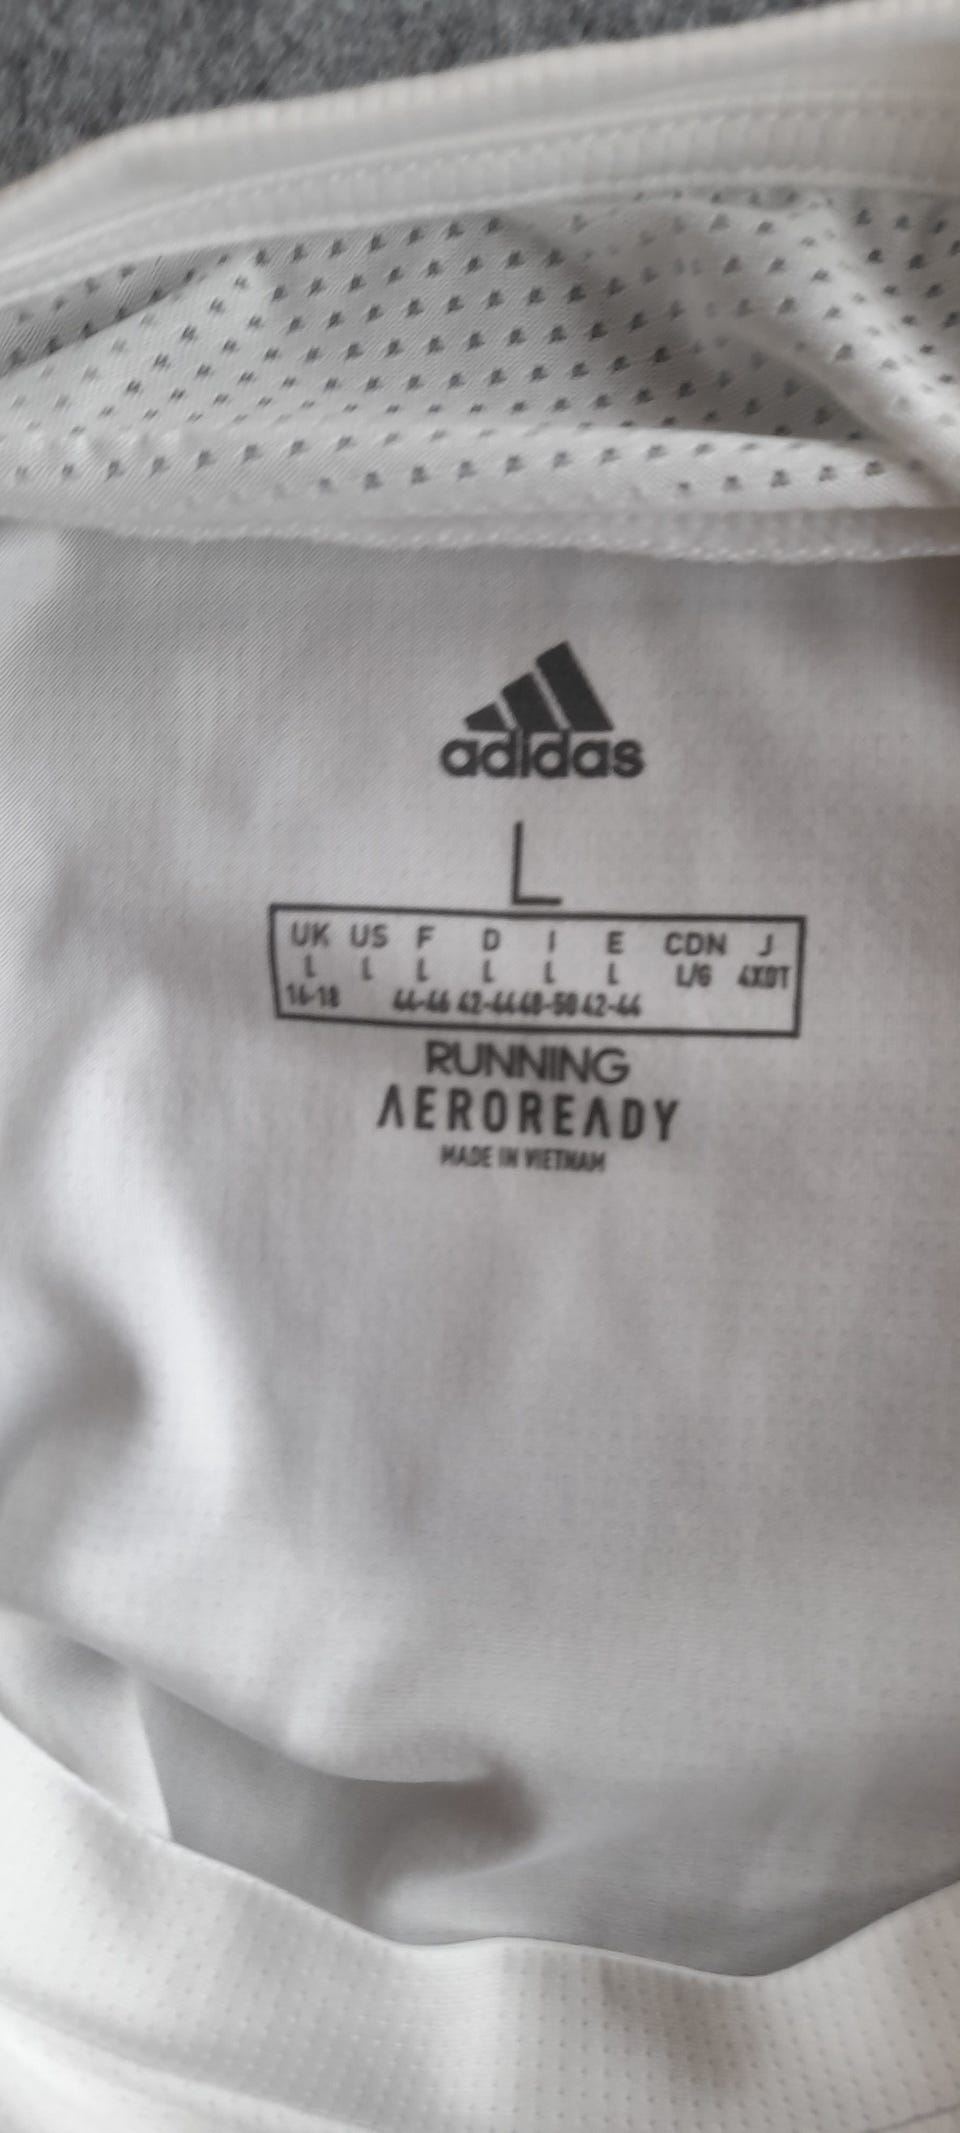 adidas
L
UK US F D I E CDN J
L L L L L L L/G 4XOT
16-18 44-46 42-44 48-50 42-44
RUNNING
AEROREADY
MADE IN VIETNAM